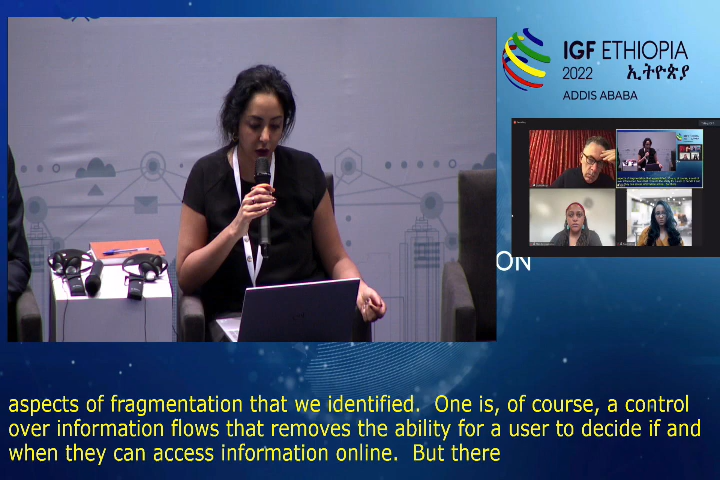 IGF ETHIOPIA
2022 ኢትዮጵያ
ADDIS ABABA
ON
aspects of fragmentation that we identified. One is, of course, a control
over information flows that removes the ability for a user to decide if and
when they can access information online. But there